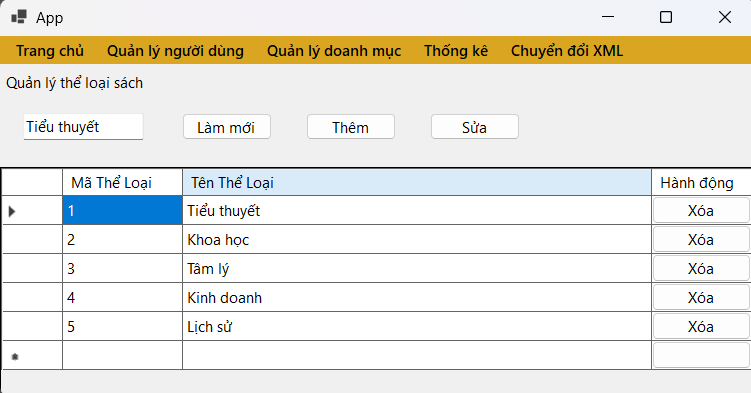 App
Trang chủ Quản lý người dùng Quản lý doanh mục Thống kê Chuyển đổi XML
Quản lý thể loại sách
Tiểu thuyết Làm mới Thêm Sửa
Mã Thể Loại Tên Thể Loại Hành động
1 Tiểu thuyết Xóa
2 Khoa học Xóa
3 Tâm lý Xóa
4 Kinh doanh Xóa
5 Lịch sử Xóa